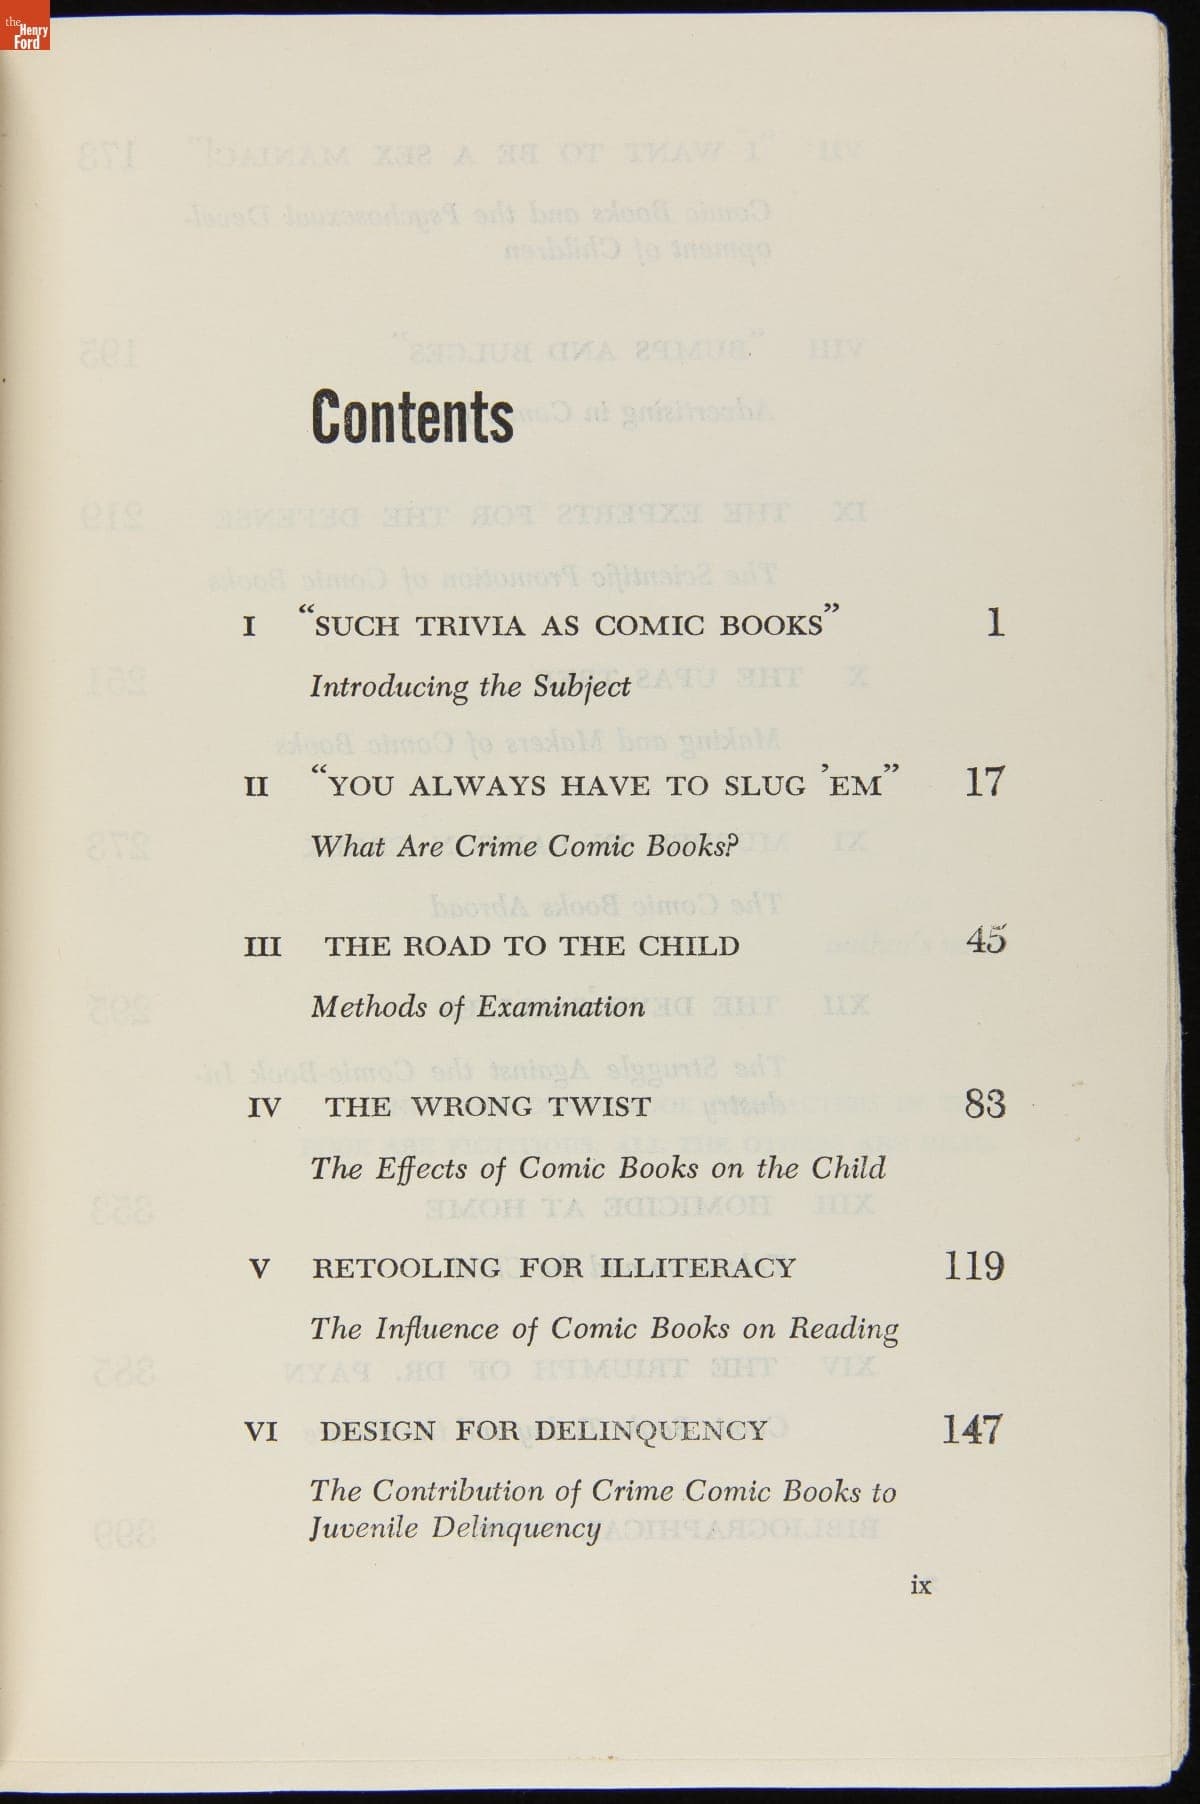 the
Henry
Ford
Contents
I "SUCH TRIVIA AS COMIC BOOKS" 1
Introducing the Subject
II "YOU ALWAYS HAVE TO SLUG 'EM" 17
What Are Crime Comic Books?
III THE ROAD TO THE CHILD 45
Methods of Examination
IV THE WRONG TWIST 83
The Effects of Comic Books on the Child
V RETOOLING FOR ILLITERACY 119
The Influence of Comic Books on Reading
VI DESIGN FOR DELINQUENCY 147
The Contribution of Crime Comic Books to
Juvenile Delinquency
ix